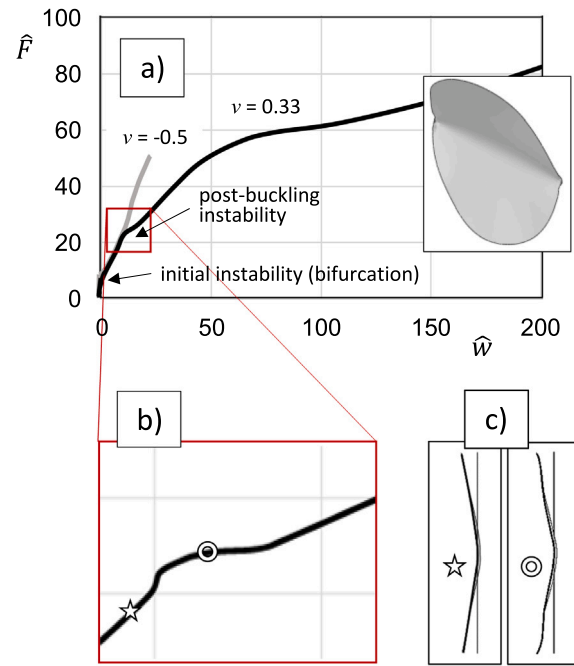 100
F̂
a)
80
ν = 0.33
60
ν = -0.5
40
post-buckling
instability
20
initial instability (bifurcation)
0
0 50 100 150 200
ŵ
b)
c)